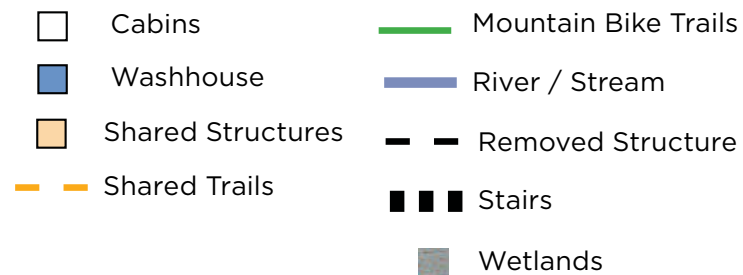 Cabins
Washhouse
Shared Structures
Shared Trails
Mountain Bike Trails
River / Stream
Removed Structure
Stairs
Wetlands